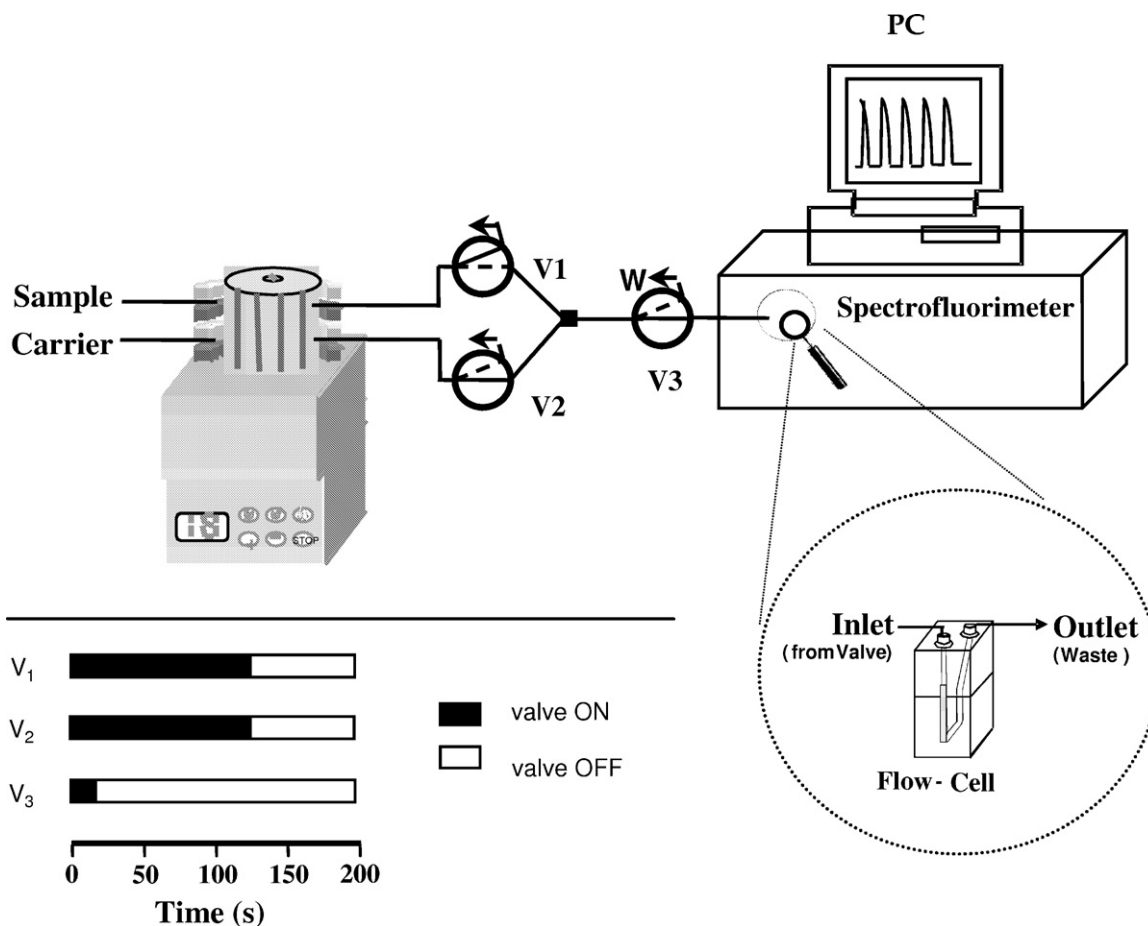 PC
V1
Sample
W
Spectrofluorimeter
Carrier
V3
V2
18
STOP
Inlet
Outlet
(from Valve)
(Waste )
Flow - Cell
V₁
valve ON
V₂
valve OFF
V₃
0 50 100 150 200
Time (s)